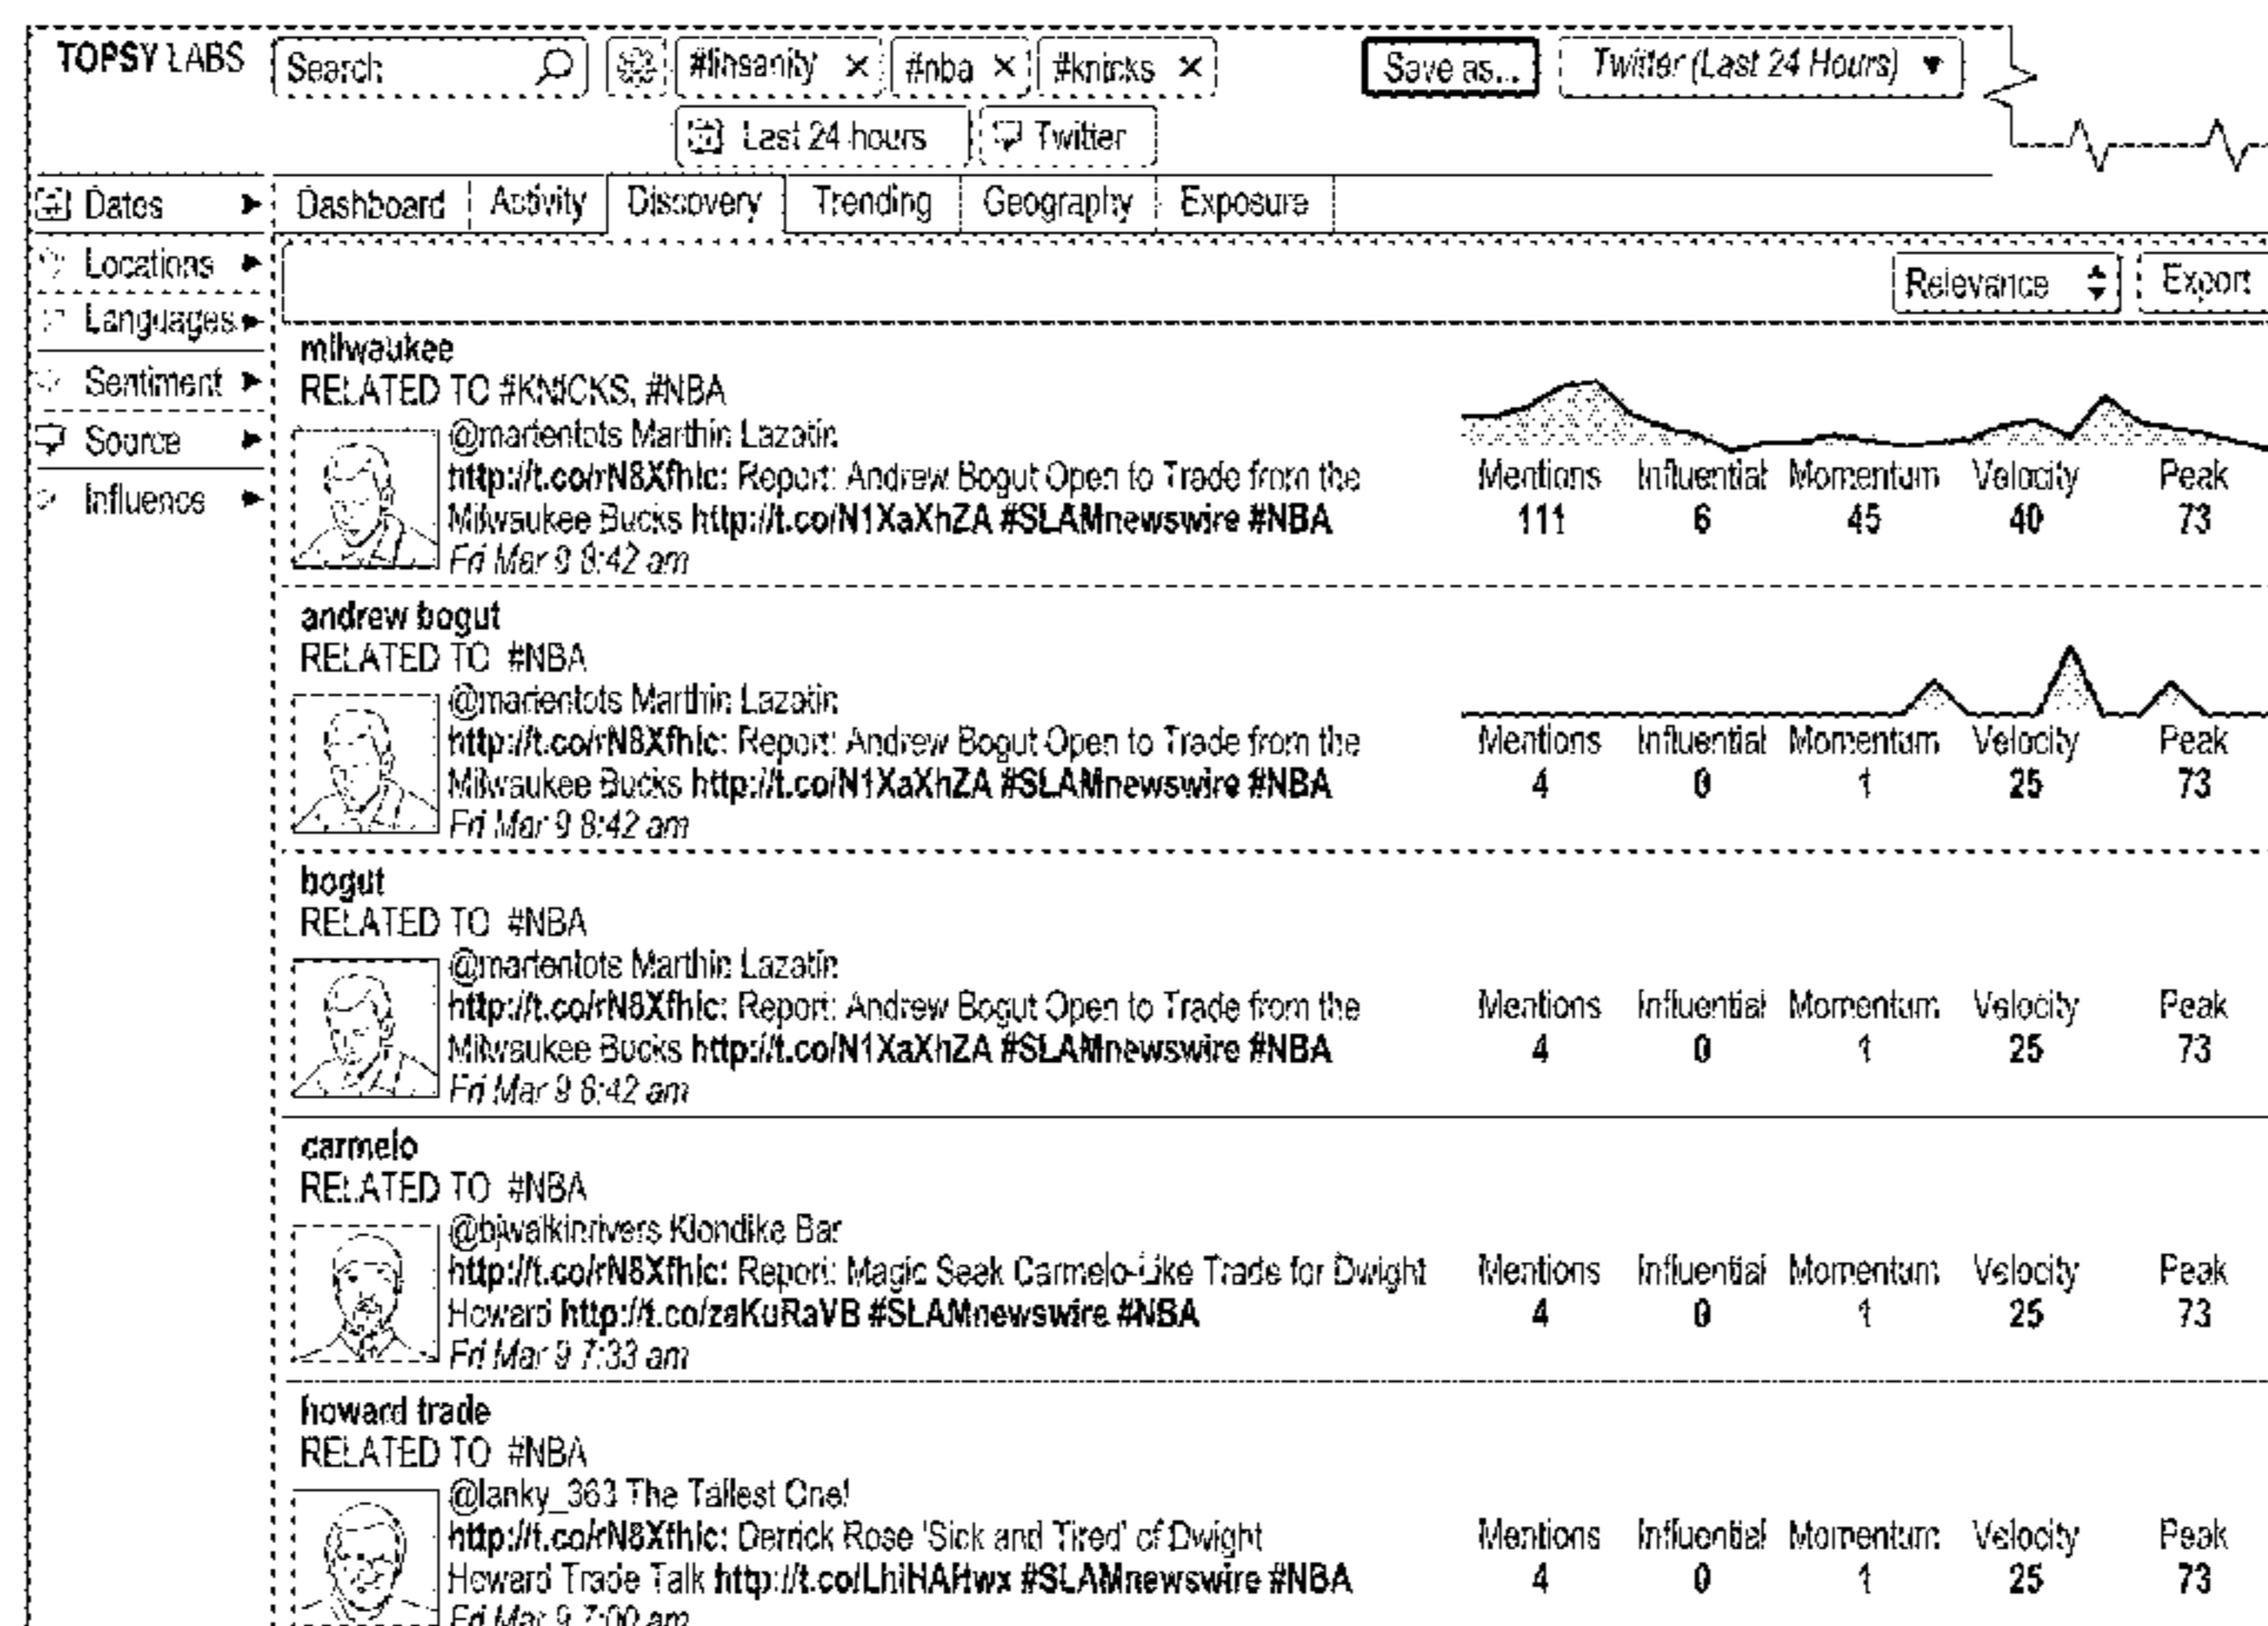 TOPSY LABS Search #linsanity × #nba × #knicks × Save as... Twitter (Last 24 Hours) ▼
Last 24 hours Twitter
Dates Dashboard Activity Discovery Trending Geography Exposure
Locations
Relevance Export
Languages
Sentiment
Source
Influence
milwaukee
RELATED TO #KNICKS, #NBA
@martentots Marthin Lazatin
http://t.co/rN8Xfhlc: Report: Andrew Bogut Open to Trade from the
Milwaukee Bucks http://t.co/N1XaXhZA #SLAMnewswire #NBA
Fri Mar 9 8:42 am
Mentions Influential Momentum Velocity Peak
111 6 45 40 73
andrew bogut
RELATED TO #NBA
@martentots Marthin Lazatin
http://t.co/rN8Xfhlc: Report: Andrew Bogut Open to Trade from the
Milwaukee Bucks http://t.co/N1XaXhZA #SLAMnewswire #NBA
Fri Mar 9 8:42 am
Mentions Influential Momentum Velocity Peak
4 0 1 25 73
bogut
RELATED TO #NBA
@martentots Marthin Lazatin
http://t.co/rN8Xfhlc: Report: Andrew Bogut Open to Trade from the
Milwaukee Bucks http://t.co/N1XaXhZA #SLAMnewswire #NBA
Fri Mar 9 8:42 am
Mentions Influential Momentum Velocity Peak
4 0 1 25 73
carmelo
RELATED TO #NBA
@bjwalkinrivers Klondike Bar
http://t.co/rN8Xfhlc: Report: Magic Seek Carmelo-Like Trade for Dwight
Howard http://t.co/zaKuRaVB #SLAMnewswire #NBA
Fri Mar 9 7:33 am
Mentions Influential Momentum Velocity Peak
4 0 1 25 73
howard trade
RELATED TO #NBA
@lanky_363 The Tallest One!
http://t.co/rN8Xfhlc: Derrick Rose 'Sick and Tired' of Dwight
Howard Trade Talk http://t.co/LhiHAHwx #SLAMnewswire #NBA
Fri Mar 9 7:00 am
Mentions Influential Momentum Velocity Peak
4 0 1 25 73